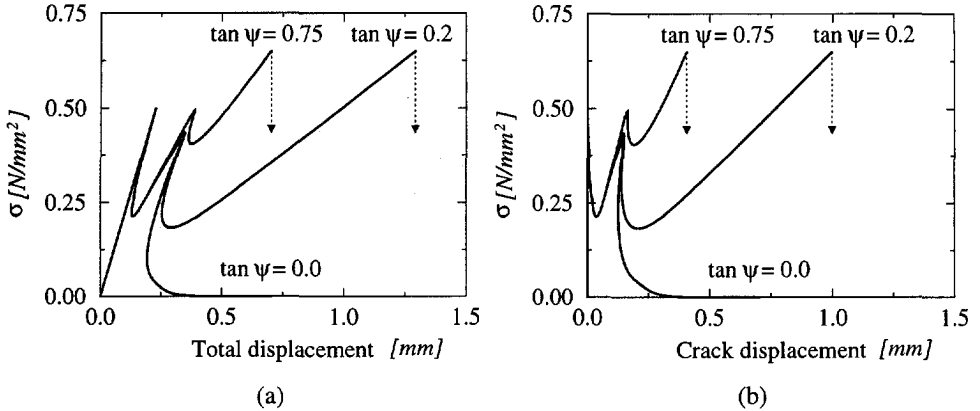 0.75
0.50
0.25
0.00
σ [N/mm²]
tan ψ = 0.75
tan ψ = 0.2
tan ψ = 0.0
0.0
0.5
1.0
1.5
Total displacement [mm]
(a)
0.75
0.50
0.25
0.00
σ [N/mm²]
tan ψ = 0.75
tan ψ = 0.2
tan ψ = 0.0
0.0
0.5
1.0
1.5
Crack displacement [mm]
(b)